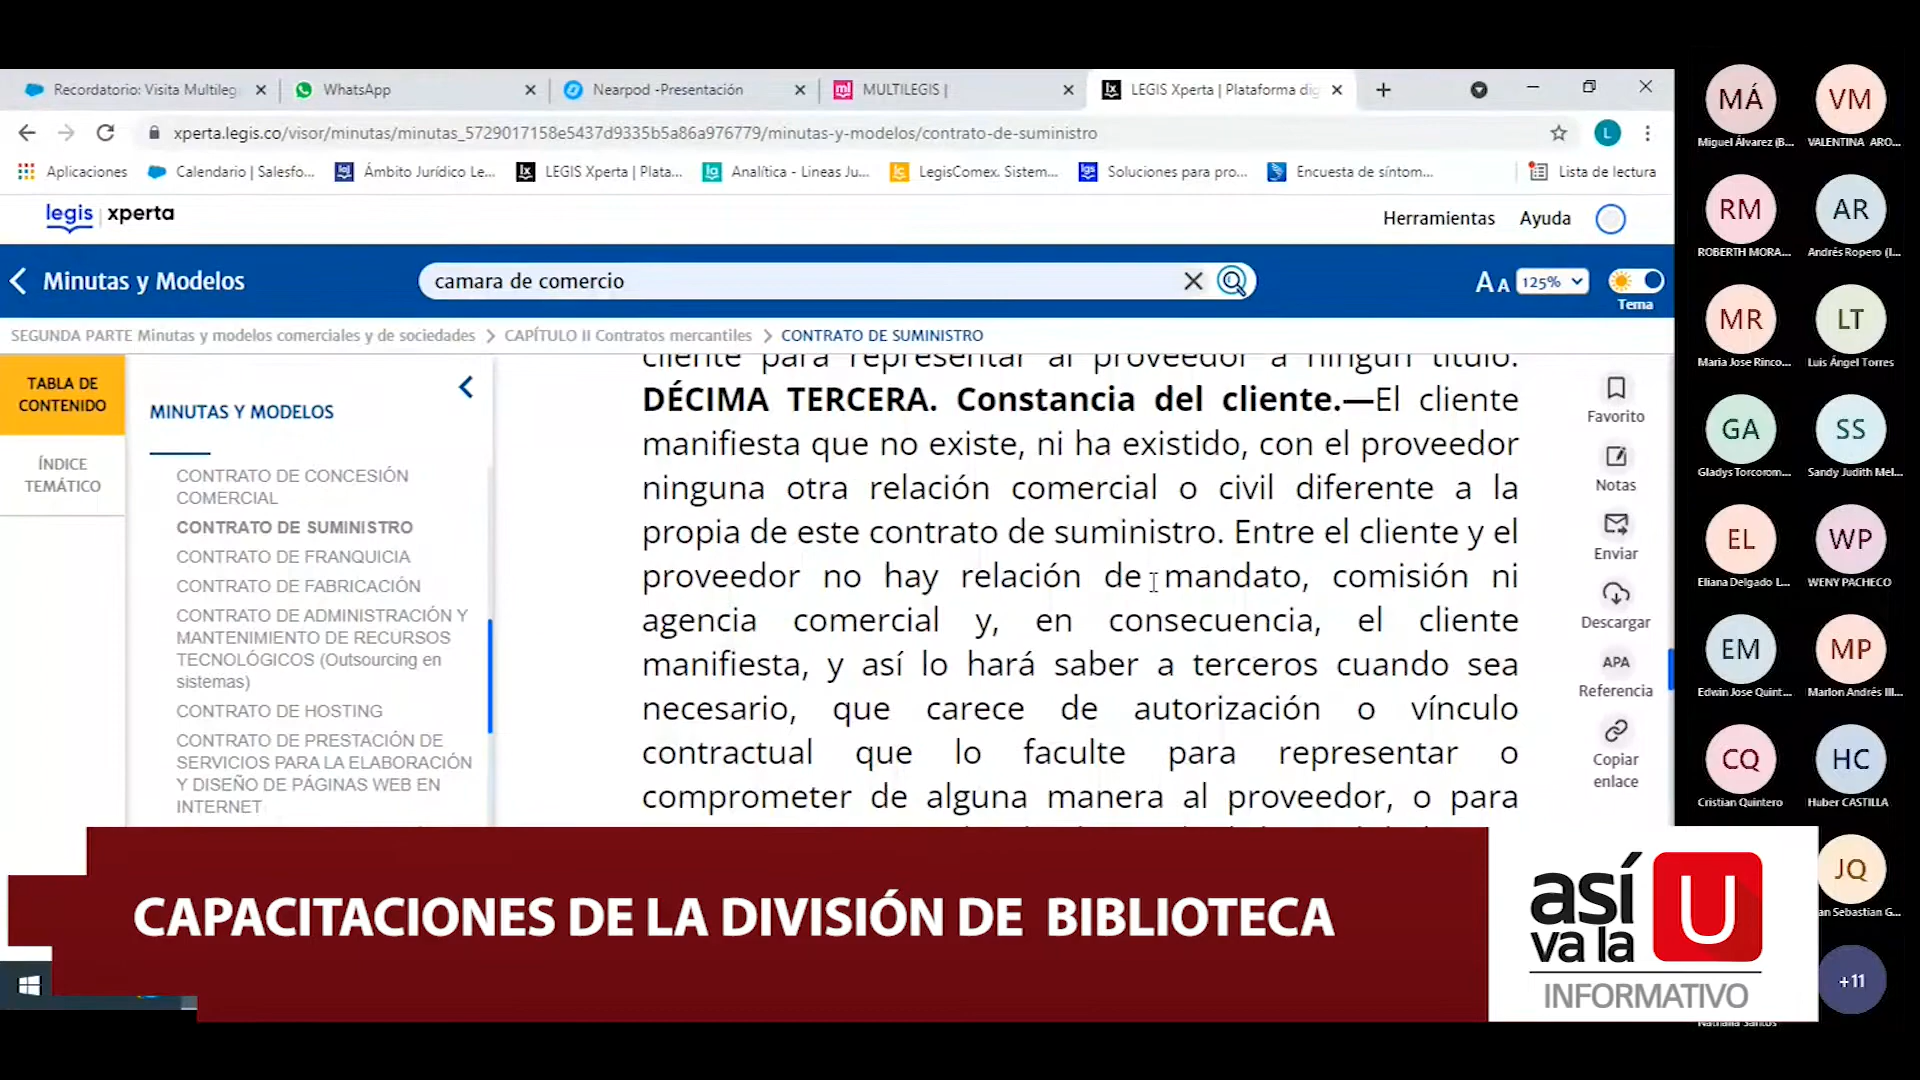 Recordatorio: Visita Multileg
WhatsApp
Nearpod -Presentación
MULTILEGIS |
LEGIS Xperta | Plataforma dig
xperta.legis.co/visor/minutas/minutas_5729017158e5437d9335b5a86a976779/minutas-y-modelos/contrato-de-suministro
L
Aplicaciones
Calendario | Salesfo...
Ámbito Jurídico Le...
LEGIS Xperta | Plata...
Analítica - Lineas Ju...
LegisComex. Sistem...
Soluciones para pro...
Encuesta de síntom...
Lista de lectura
legis | xperta
Herramientas
Ayuda
Minutas y Modelos
camara de comercio
AA
125%
Tema
SEGUNDA PARTE Minutas y modelos comerciales y de sociedades > CAPÍTULO II Contratos mercantiles > CONTRATO DE SUMINISTRO
TABLA DE
CONTENIDO
ÍNDICE
TEMÁTICO
MINUTAS Y MODELOS
CONTRATO DE CONCESIÓN
COMERCIAL
CONTRATO DE SUMINISTRO
CONTRATO DE FRANQUICIA
CONTRATO DE FABRICACIÓN
CONTRATO DE ADMINISTRACIÓN Y
MANTENIMIENTO DE RECURSOS
TECNOLÓGICOS (Outsourcing en
sistemas)
CONTRATO DE HOSTING
CONTRATO DE PRESTACIÓN DE
SERVICIOS PARA LA ELABORACIÓN
Y DISEÑO DE PÁGINAS WEB EN
INTERNET
cliente para representar al proveedor a ningún título.
DÉCIMA TERCERA. Constancia del cliente.—El cliente
manifiesta que no existe, ni ha existido, con el proveedor
ninguna otra relación comercial o civil diferente a la
propia de este contrato de suministro. Entre el cliente y el
proveedor no hay relación de mandato, comisión ni
agencia comercial y, en consecuencia, el cliente
manifiesta, y así lo hará saber a terceros cuando sea
necesario, que carece de autorización o vínculo
contractual que lo faculte para representar o
comprometer de alguna manera al proveedor, o para
Favorito
Notas
Enviar
Descargar
APA
Referencia
Copiar
enlace
MÁ
Miguel Álvarez (B...
VM
VALENTINA ARO...
RM
ROBERTH MORA...
AR
Andrés Ropero (I...
MR
Maria Jose Rinco...
LT
Luis Ángel Torres
GA
Gladys Torcorom...
SS
Sandy Judith Mel...
EL
Eliana Delgado L...
WP
WENY PACHECO
EM
Edwin Jose Quint...
MP
Marlon Andrés Ill...
CQ
Cristian Quintero
HC
Huber CASTILLA
JQ
an Sebastian G...
+11
CAPACITACIONES DE LA DIVISIÓN DE BIBLIOTECA
así
va la
U
INFORMATIVO